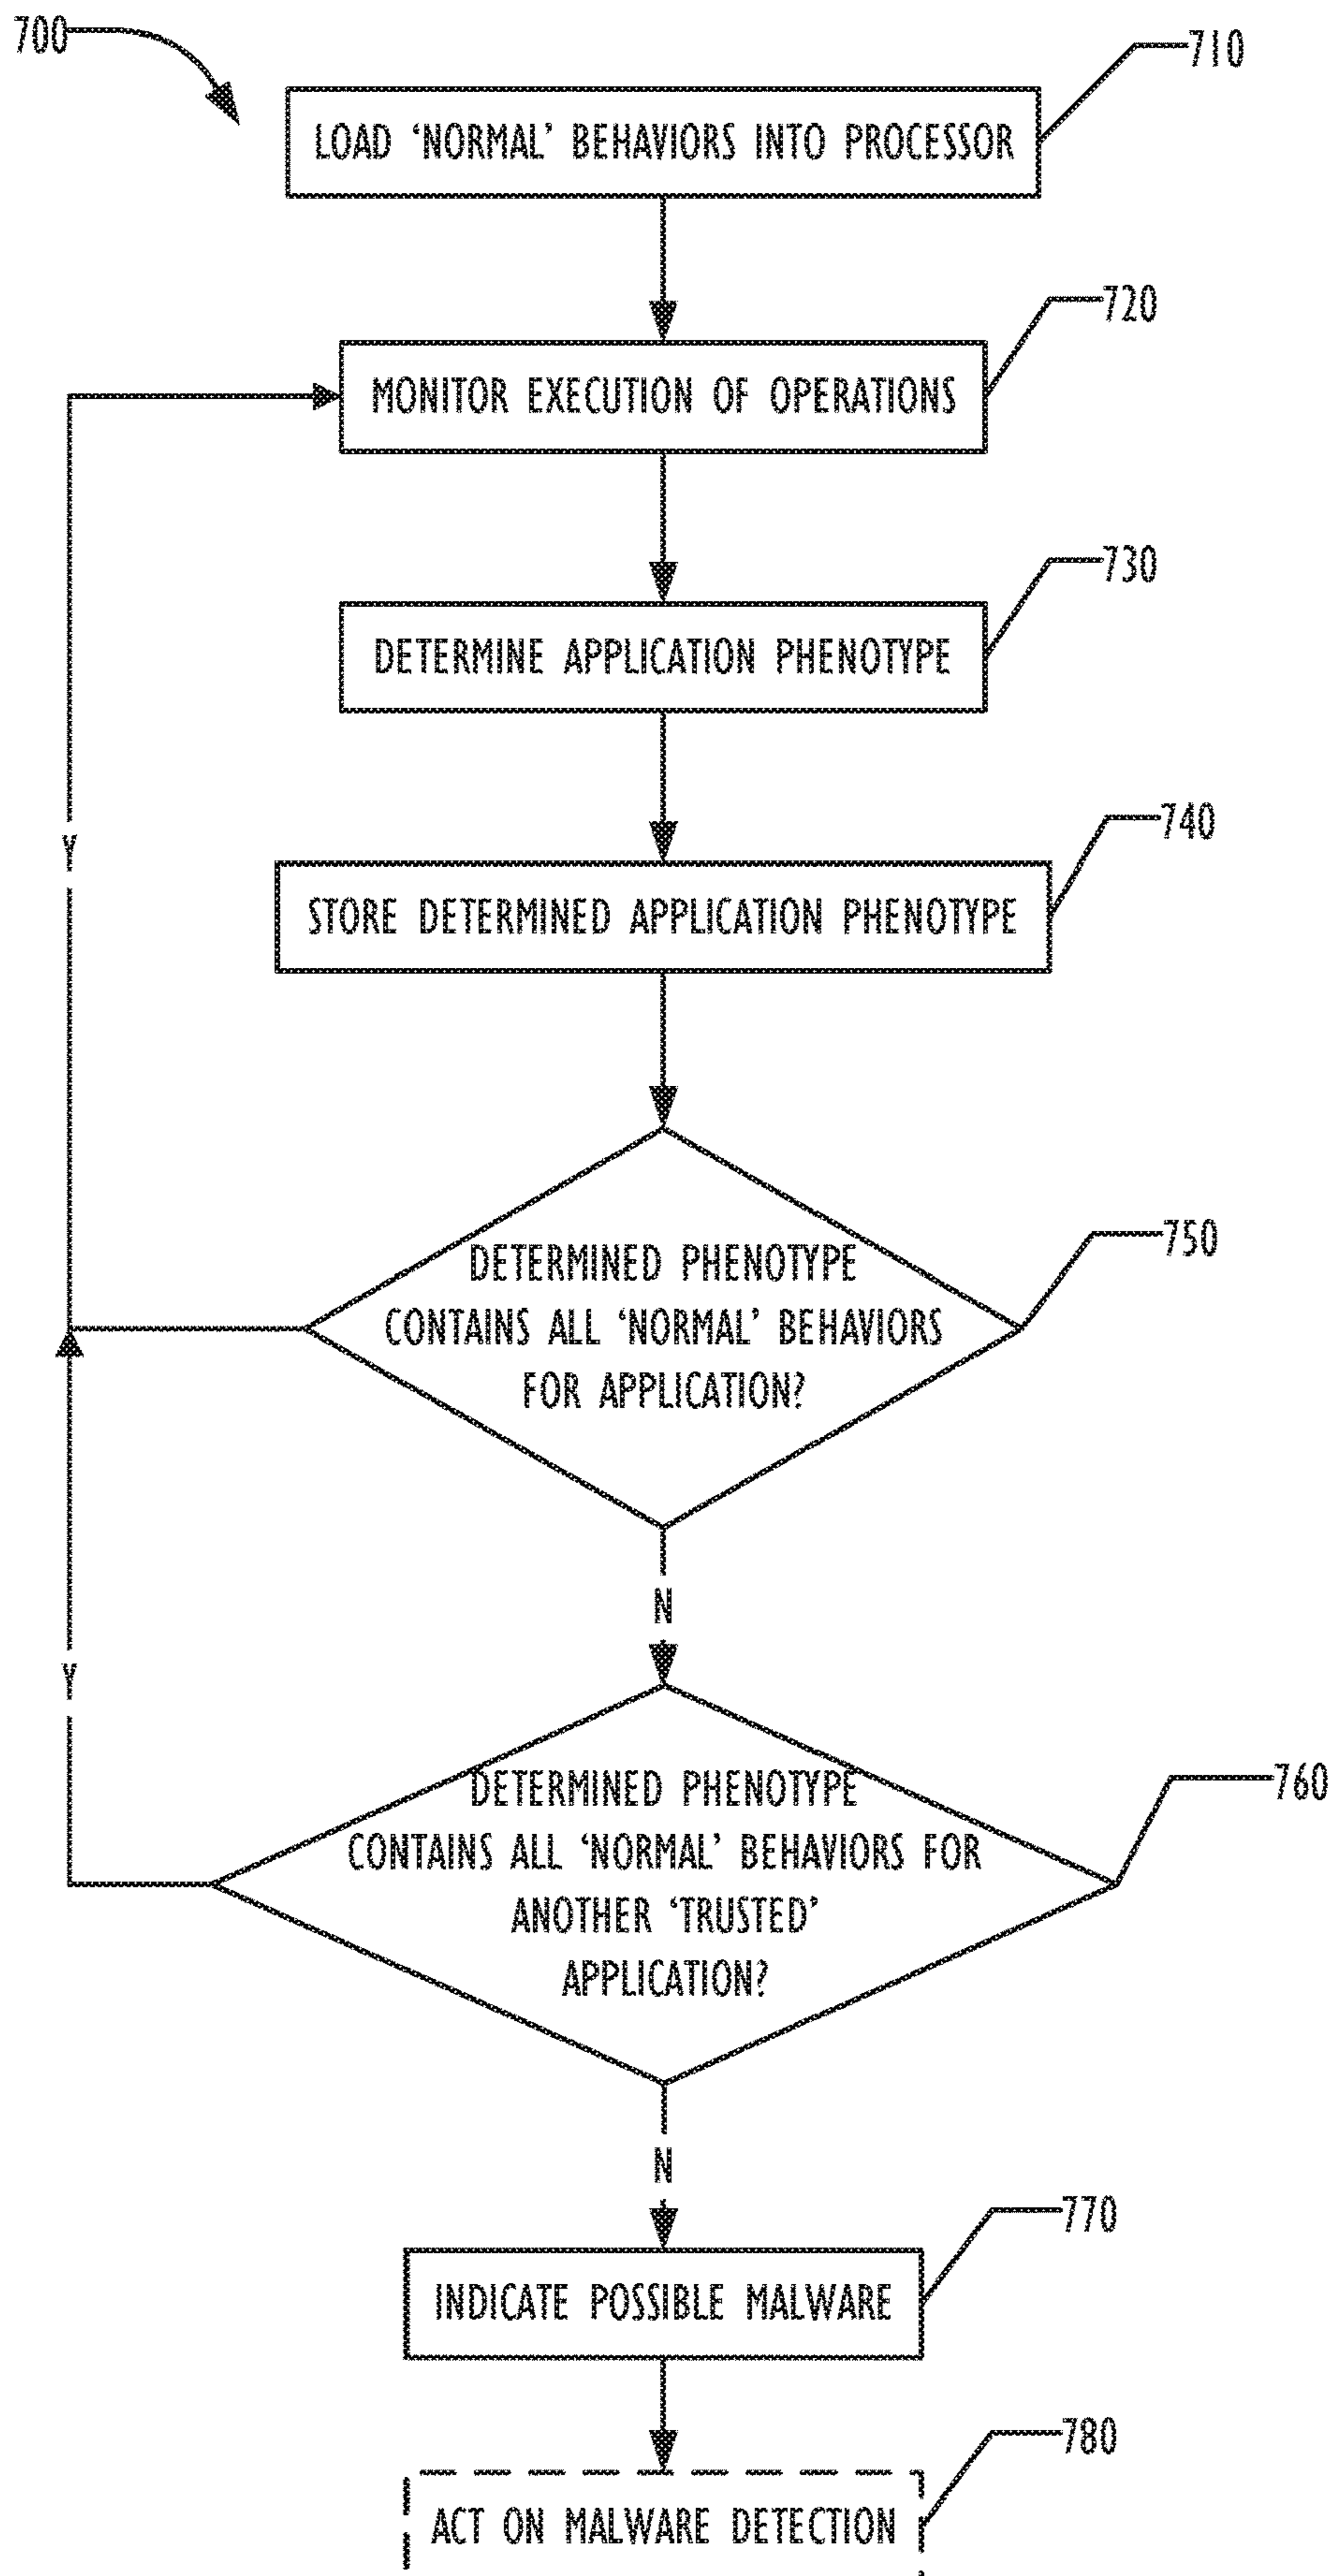 700
710
LOAD ‘NORMAL’ BEHAVIORS INTO PROCESSOR
720
MONITOR EXECUTION OF OPERATIONS
730
DETERMINE APPLICATION PHENOTYPE
740
Y
STORE DETERMINED APPLICATION PHENOTYPE
750
DETERMINED PHENOTYPE
CONTAINS ALL ‘NORMAL’ BEHAVIORS
FOR APPLICATION?
N
Y
760
DETERMINED PHENOTYPE
CONTAINS ALL ‘NORMAL’ BEHAVIORS FOR
ANOTHER ‘TRUSTED’
APPLICATION?
N
770
INDICATE POSSIBLE MALWARE
780
ACT ON MALWARE DETECTION